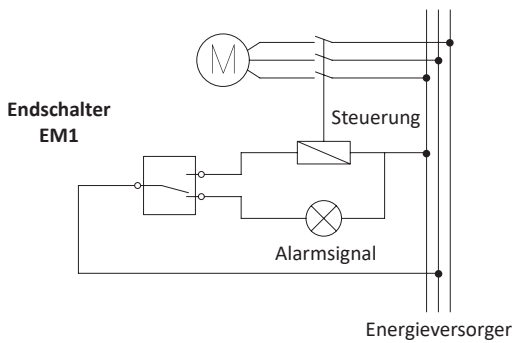 M
Endschalter
EM1
Steuerung
Alarmsignal
Energieversorger